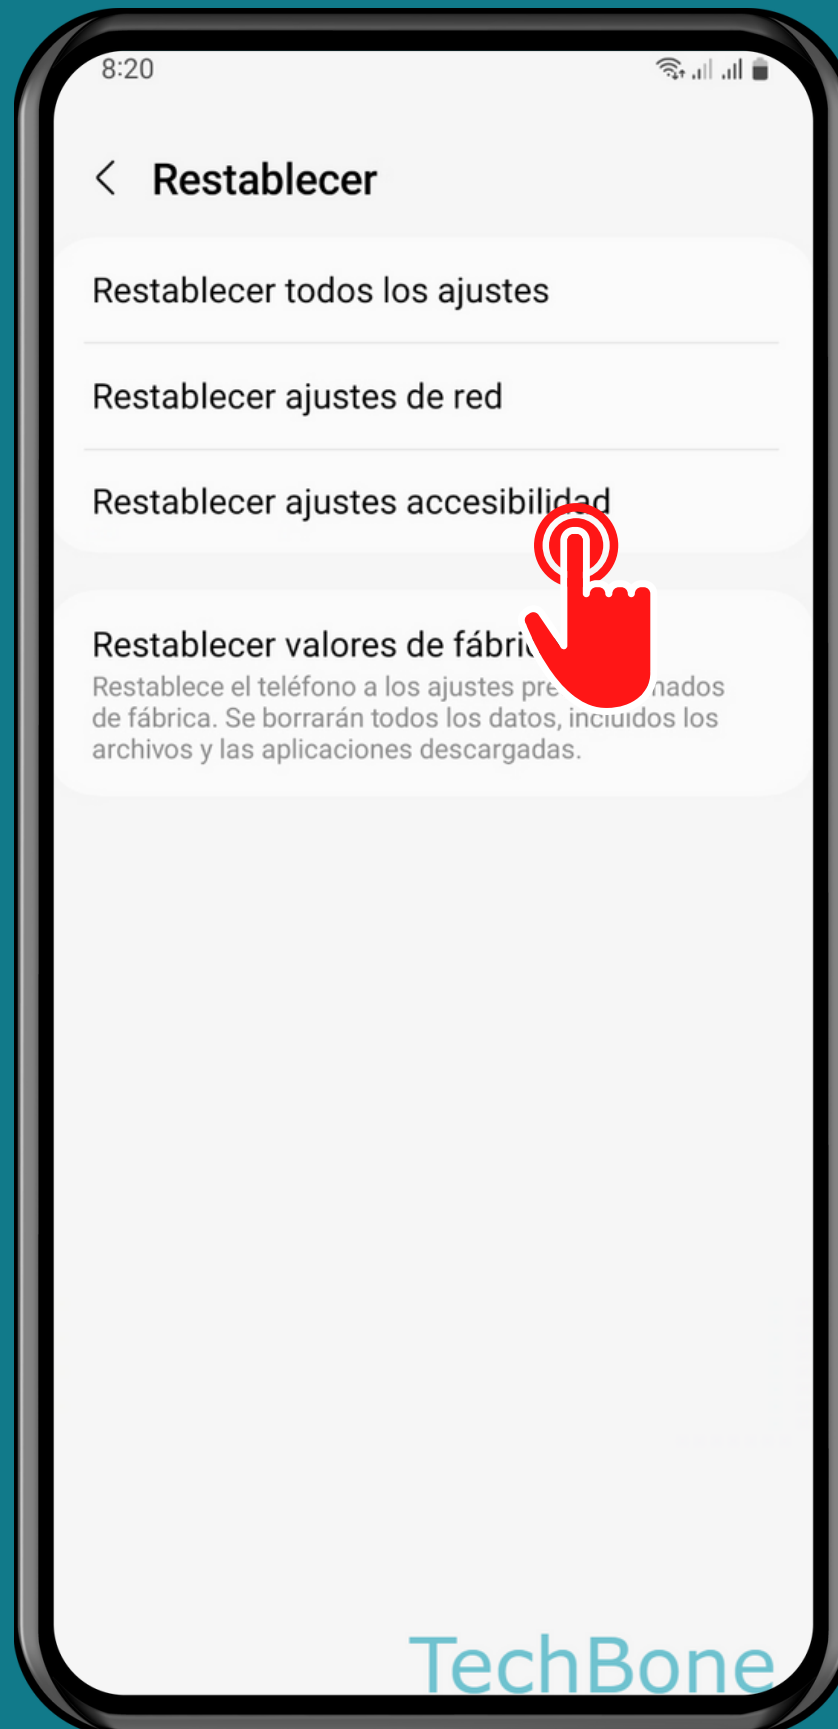 8:20
Restablecer
Restablecer todos los ajustes
Restablecer ajustes de red
Restablecer ajustes accesibilidad
Restablecer valores de
Restablece el teléfono a los ajustes
de fábrica. Se borrarán todos los datos, incluidos los
archivos y las aplicaciones descargadas.
TechBone